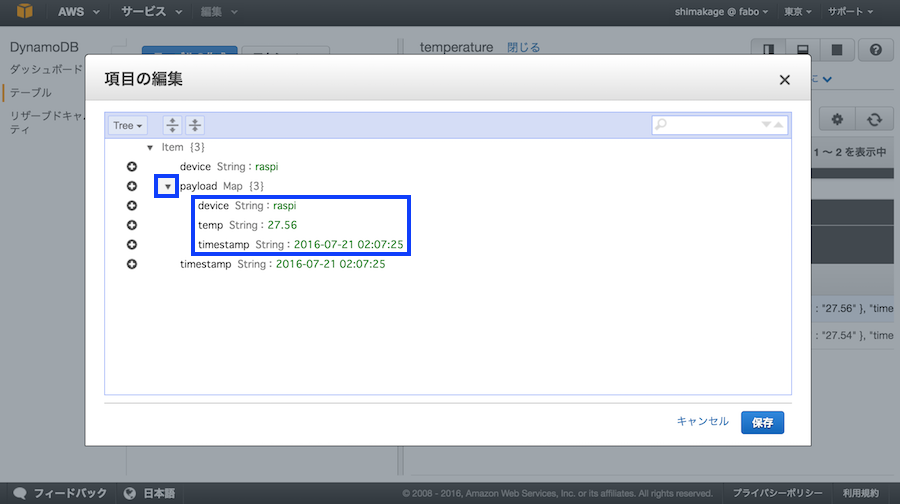 AWS サービス 編集 shimakage @ fabo 東京 サポート
DynamoDB
ダッシュボード
テーブル
リザーブドキャ
ティ
temperature 閉じる
項目の編集
Tree
Item {3}
device String : raspi
payload Map {3}
device String : raspi
temp String : 27.56
timestamp String : 2016-07-21 02:07:25
timestamp String : 2016-07-21 02:07:25
1 〜 2 を表示中
: "27.56" }, "time
: "27.54" }, "time
キャンセル 保存
フィードバック 日本語 © 2008 - 2016, Amazon Web Services, Inc. or its affiliates. All rights reserved. プライバシーポリシー 利用規約